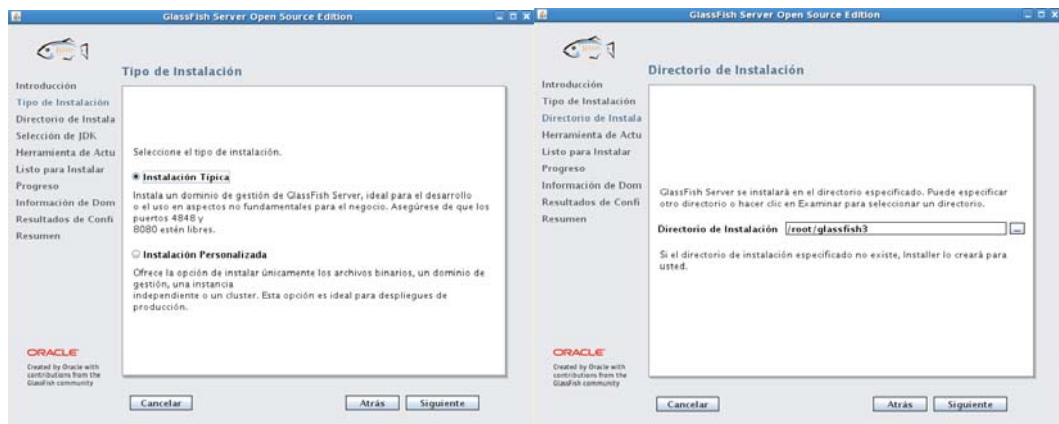 GlassFish Server Open Source Edition
Tipo de Instalación
Introducción
Tipo de Instalación
Directorio de Instala
Selección de JDK
Herramienta de Actu
Listo para Instalar
Progreso
Información de Dom
Resultados de Confi
Resumen
Seleccione el tipo de instalación.
Instalación Típica
Instala un dominio de gestión de GlassFish Server, ideal para el desarrollo
o el uso en aspectos no fundamentales para el negocio. Asegúrese de que los
puertos 4848 y
8080 estén libres.
Instalación Personalizada
Ofrece la opción de instalar únicamente los archivos binarios, un dominio de
gestión, una instancia
independiente o un cluster. Esta opción es ideal para despliegues de
producción.
ORACLE
Created by Oracle with
contributions from the
GlassFish community
Cancelar
Atrás
Siguiente
GlassFish Server Open Source Edition
Directorio de Instalación
Introducción
Tipo de Instalación
Directorio de Instala
Herramienta de Actu
Listo para Instalar
Progreso
Información de Dom
Resultados de Confi
Resumen
GlassFish Server se instalará en el directorio especificado. Puede especificar
otro directorio o hacer clic en Examinar para seleccionar un directorio.
Directorio de Instalación /root/glassfish3 ...
Si el directorio de instalación especificado no existe, Installer lo creará para
usted.
ORACLE
Created by Oracle with
contributions from the
GlassFish community
Cancelar
Atrás
Siguiente